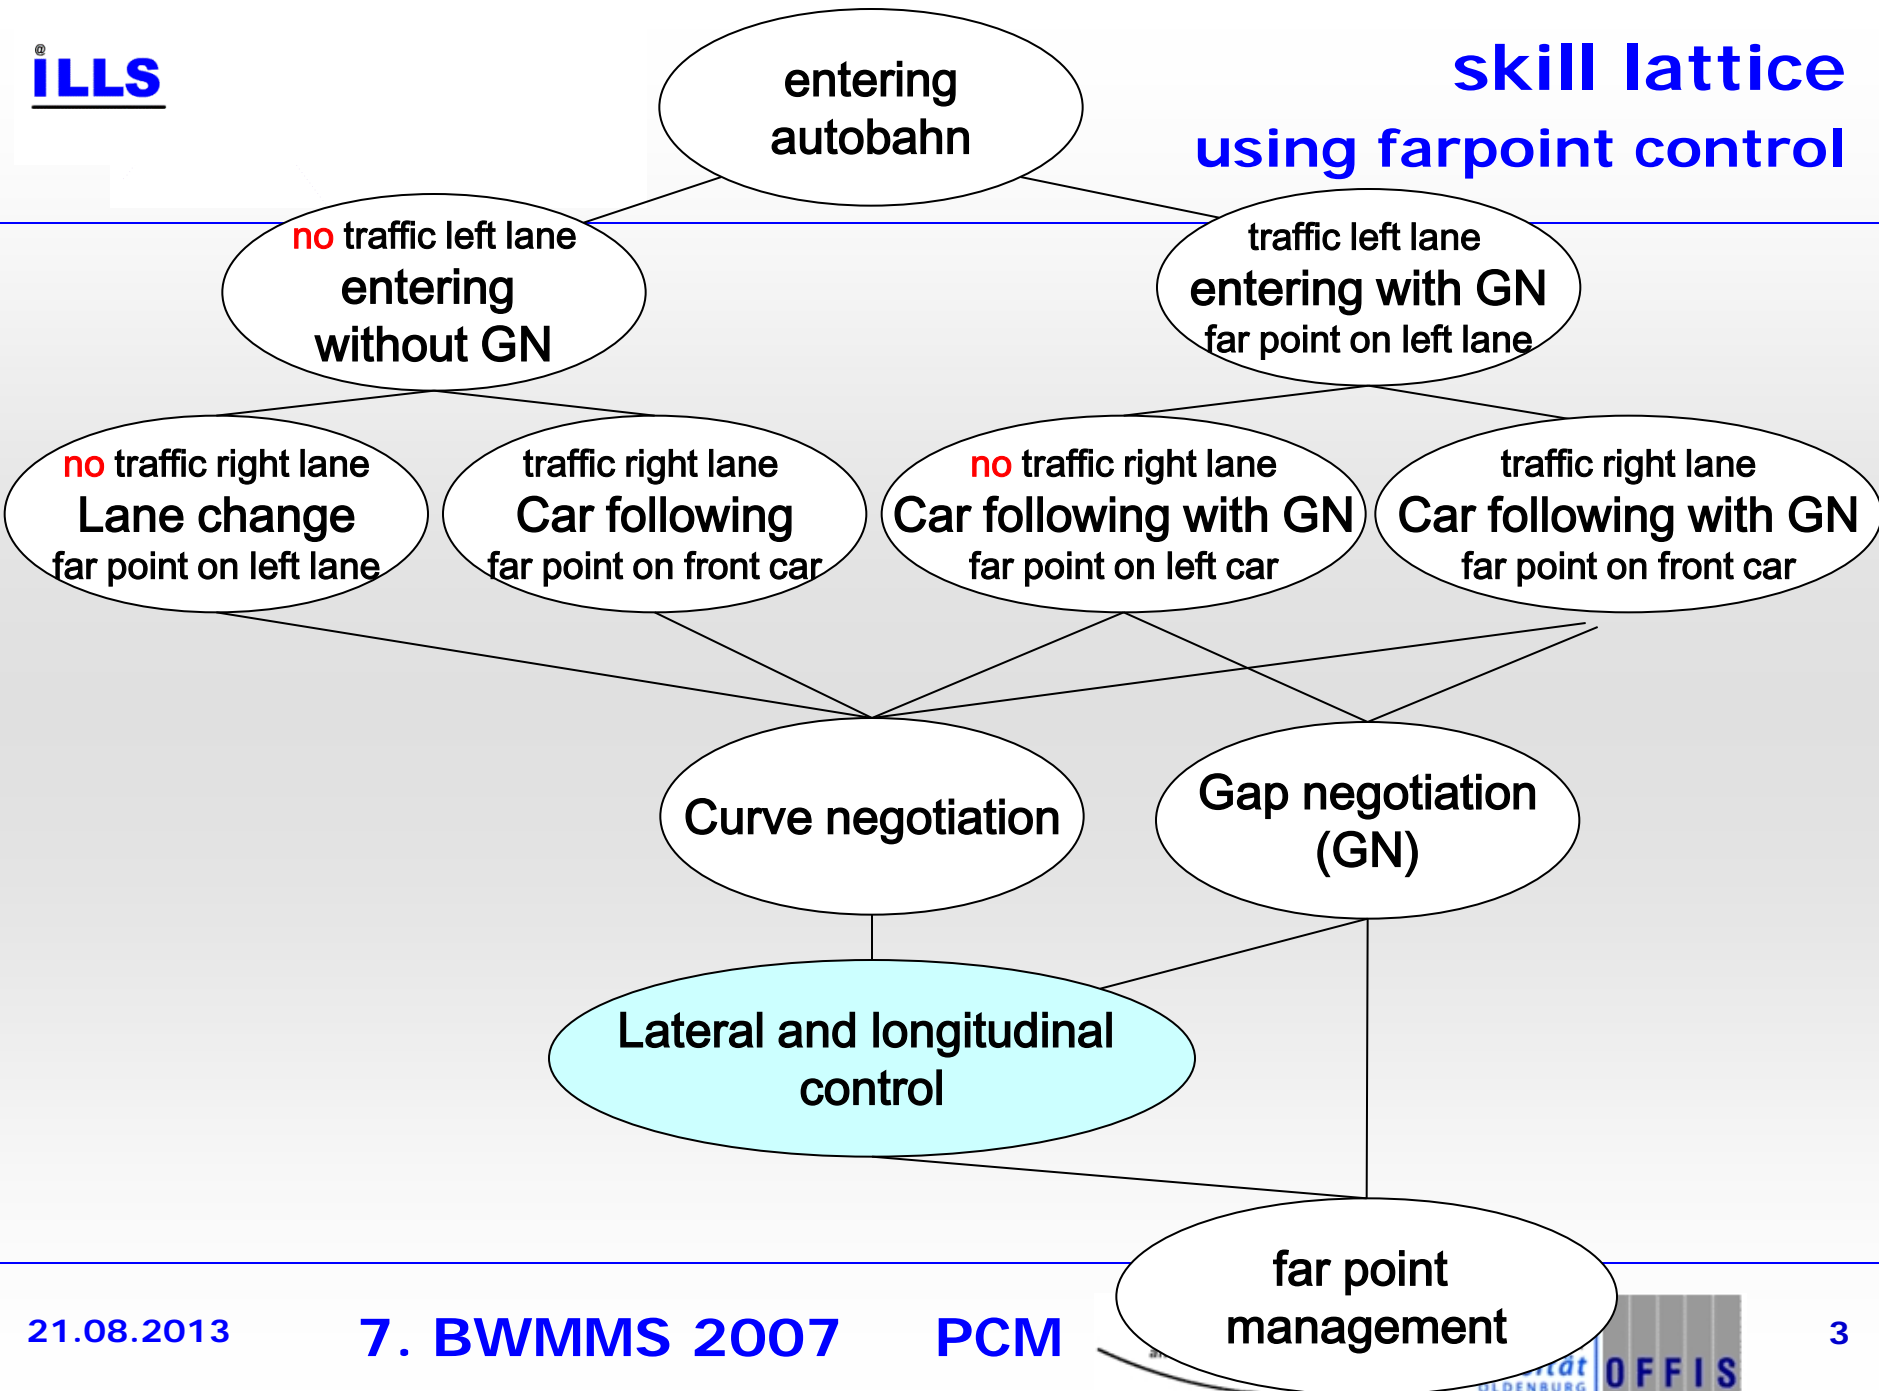 @
iLLS
skill lattice
using farpoint control
entering
autobahn
no traffic left lane
entering
without GN
traffic left lane
entering with GN
far point on left lane
no traffic right lane
Lane change
far point on left lane
traffic right lane
Car following
far point on front car
no traffic right lane
Car following with GN
far point on left car
traffic right lane
Car following with GN
far point on front car
Curve negotiation
Gap negotiation
(GN)
Lateral and longitudinal
control
far point
management
21.08.2013
7. BWMMS 2007 PCM
OFFIS
3